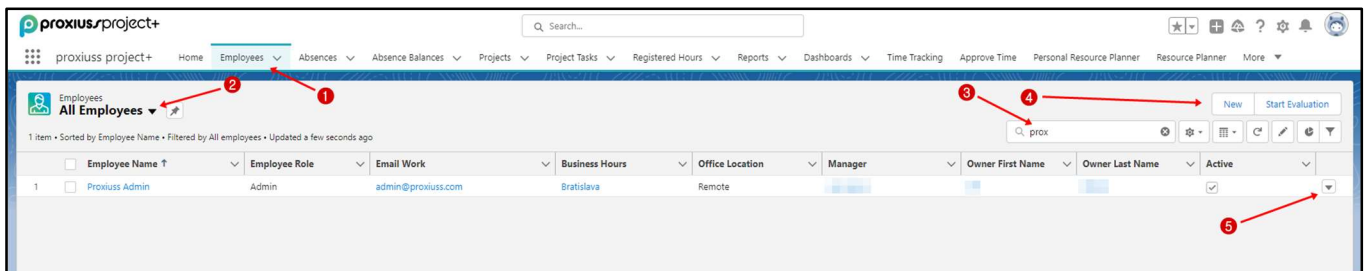 proxiuss project+
Search...
proxiuss project+ Home Employees Absences Absence Balances Projects Project Tasks Registered Hours Reports Dashboards Time Tracking Approve Time Personal Resource Planner Resource Planner More
2 1 3 4
Employees
All Employees
New Start Evaluation
1 item • Sorted by Employee Name • Filtered by All employees • Updated a few seconds ago
prox
Employee Name Employee Role Email Work Business Hours Office Location Manager Owner First Name Owner Last Name Active
1 Proxiuss Admin Admin admin@proxiuss.com Bratislava Remote
5